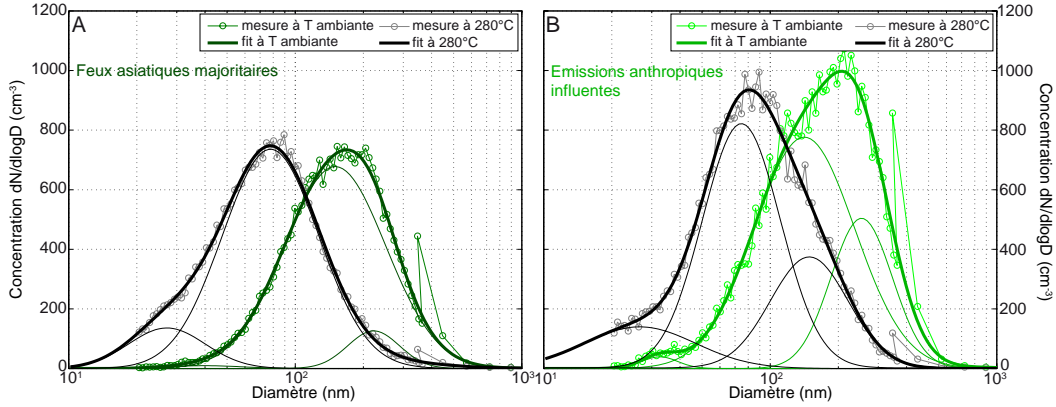 A
mesure à T ambiante
mesure à 280°C
fit à T ambiante
fit à 280°C
Feux asiatiques majoritaires
1200
1000
800
600
400
200
0
Concentration dN/dlogD (cm-3)
10¹
10²
10³
Diamètre (nm)
B
mesure à T ambiante
mesure à 280°C
fit à T ambiante
fit à 280°C
Emissions anthropiques
influentes
1200
1000
800
600
400
200
0
Concentration dN/dlogD (cm-3)
10¹
10²
10³
Diamètre (nm)